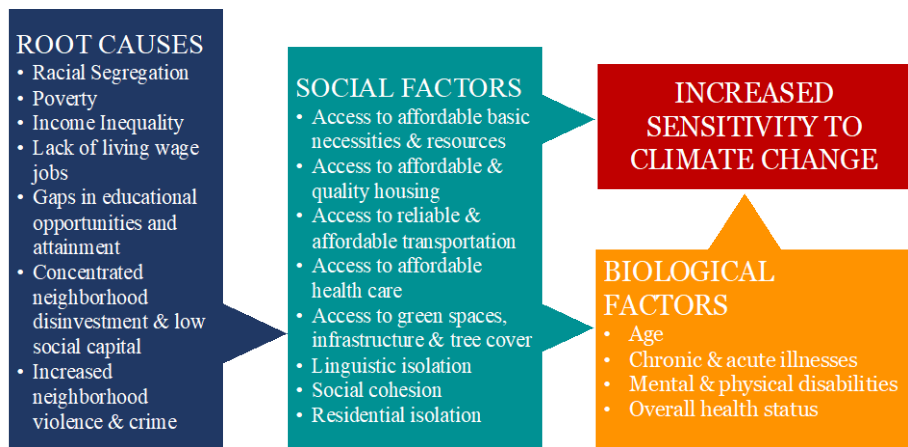 ROOT CAUSES
• Racial Segregation
• Poverty
• Income Inequality
• Lack of living wage
jobs
• Gaps in educational
opportunities and
attainment
• Concentrated
neighborhood
disinvestment & low
social capital
• Increased
neighborhood
violence & crime
SOCIAL FACTORS
• Access to affordable basic
necessities & resources
• Access to affordable &
quality housing
• Access to reliable &
affordable transportation
• Access to affordable
health care
• Access to green spaces,
infrastructure & tree cover
• Linguistic isolation
• Social cohesion
• Residential isolation
INCREASED
SENSITIVITY TO
CLIMATE CHANGE
BIOLOGICAL
FACTORS
• Age
• Chronic & acute illnesses
• Mental & physical disabilities
• Overall health status